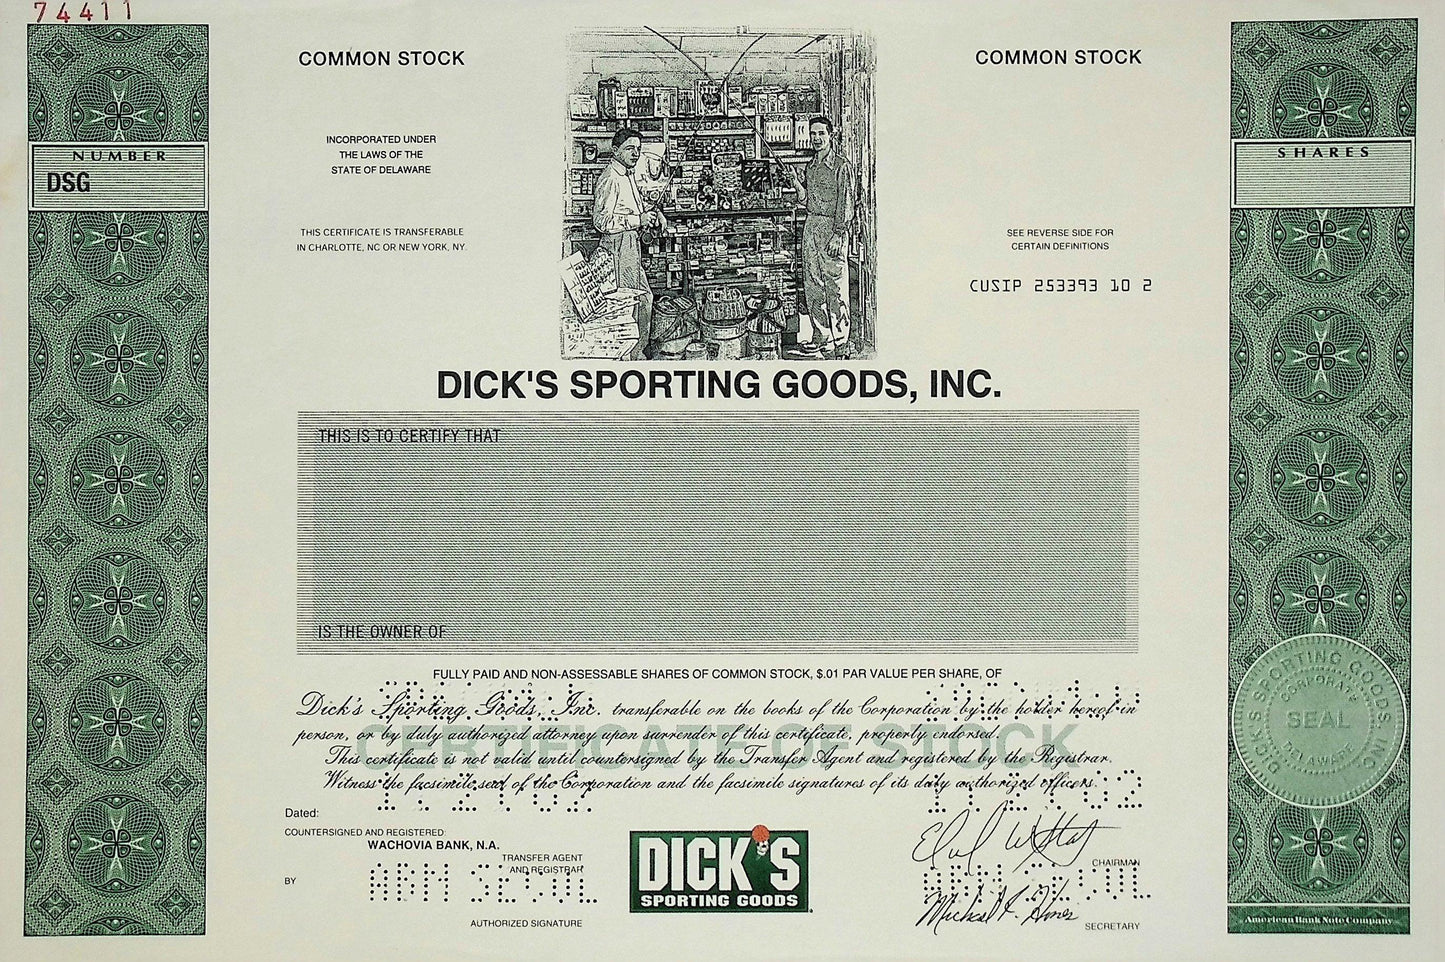 74411
COMMON STOCK
COMMON STOCK
INCORPORATED UNDER
THE LAWS OF THE
STATE OF DELAWARE
NUMBER
DSG
SHARES
THIS CERTIFICATE IS TRANSFERABLE
IN CHARLOTTE, NC OR NEW YORK, NY.
SEE REVERSE SIDE FOR
CERTAIN DEFINITIONS
CUSIP 253393 10 2
DICK'S SPORTING GOODS, INC.
THIS IS TO CERTIFY THAT
IS THE OWNER OF
FULLY PAID AND NON-ASSESSABLE SHARES OF COMMON STOCK, $.01 PAR VALUE PER SHARE, OF
Dick's Sporting Goods, Inc. transferable on the books of the Corporation by the holder hereof in
person, or by duly authorized attorney upon surrender of this certificate, properly endorsed.
CERTIFICATE OF STOCK
This certificate is not valid until countersigned by the Transfer Agent and registered by the Registrar.
Witness the facsimile seal of the Corporation and the facsimile signatures of its duly authorized officers.
Dated:
COUNTERSIGNED AND REGISTERED:
WACHOVIA BANK, N.A.
TRANSFER AGENT
AND REGISTRAR
BY
AUTHORIZED SIGNATURE
DICK'S
SPORTING GOODS
CHAIRMAN
SECRETARY
DICK'S SPORTING GOODS, INC.
CORPORATE
SEAL
DELAWARE
American Bank Note Company